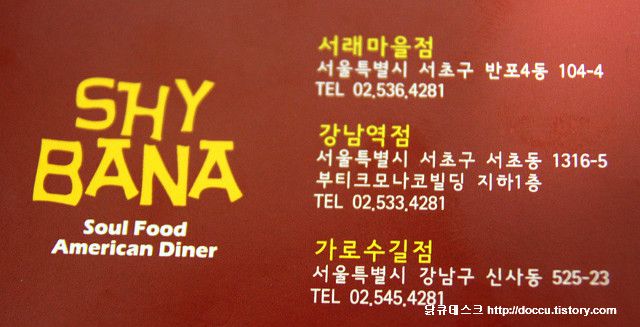 SHY
BANA
Soul Food
American Diner
서래마을점
서울특별시 서초구 반포4동 104-4
TEL 02.536.4281
강남역점
서울특별시 서초구 서초동 1316-5
부티크모나코빌딩 지하1층
TEL 02.533.4281
가로수길점
서울특별시 강남구 신사동 525-23
TEL 02.545.4281
닭큐데스크 http://doccu.tistory.com